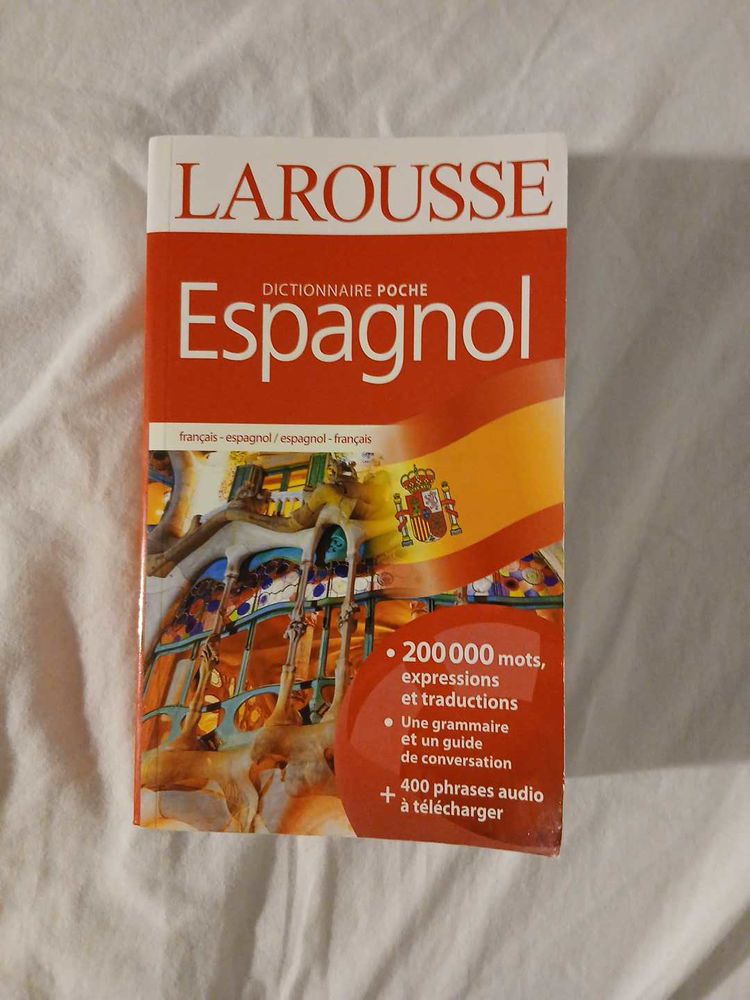 LAROUSSE
DICTIONNAIRE POCHE
Espagnol
français - espagnol / espagnol - français
• 200 000 mots,
expressions
et traductions
• Une grammaire
et un guide
de conversation
+ 400 phrases audio
à télécharger